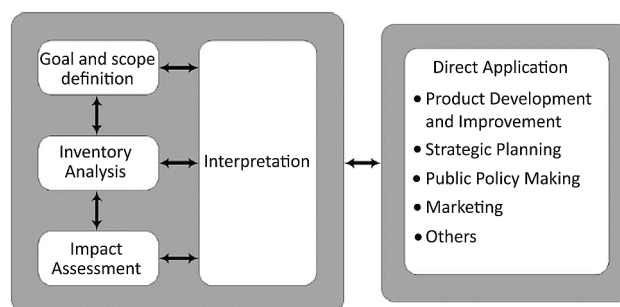 Goal and scope
definition
Inventory
Analysis
Impact
Assessment
Interpretation
Direct Application
• Product Development
and Improvement
• Strategic Planning
• Public Policy Making
• Marketing
• Others